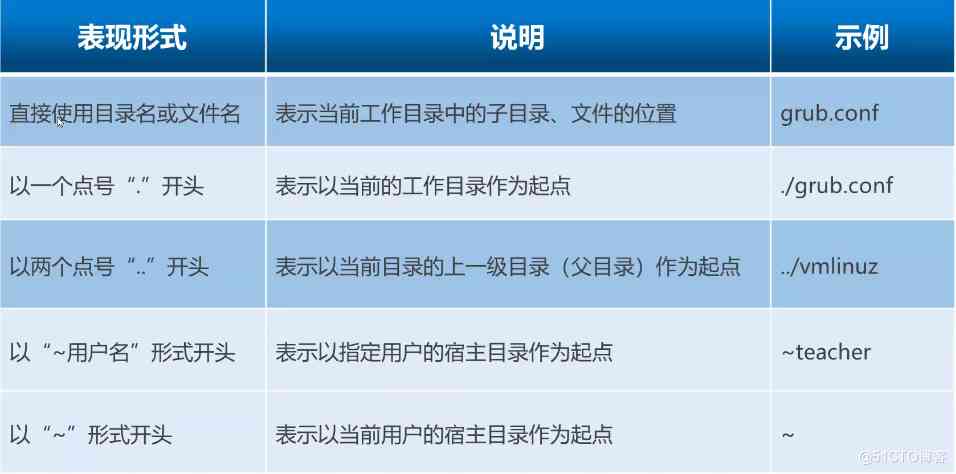 表现形式 说明 示例
直接使用目录名或文件名 表示当前工作目录中的子目录、文件的位置 grub.conf
以一个点号“.”开头 表示以当前的工作目录作为起点 ./grub.conf
以两个点号“..”开头 表示以当前目录的上一级目录（父目录）作为起点 ../vmlinuz
以“~用户名”形式开头 表示以指定用户的宿主目录作为起点 ~teacher
以“~”形式开头 表示以当前用户的宿主目录作为起点 ~
@51CTO博客